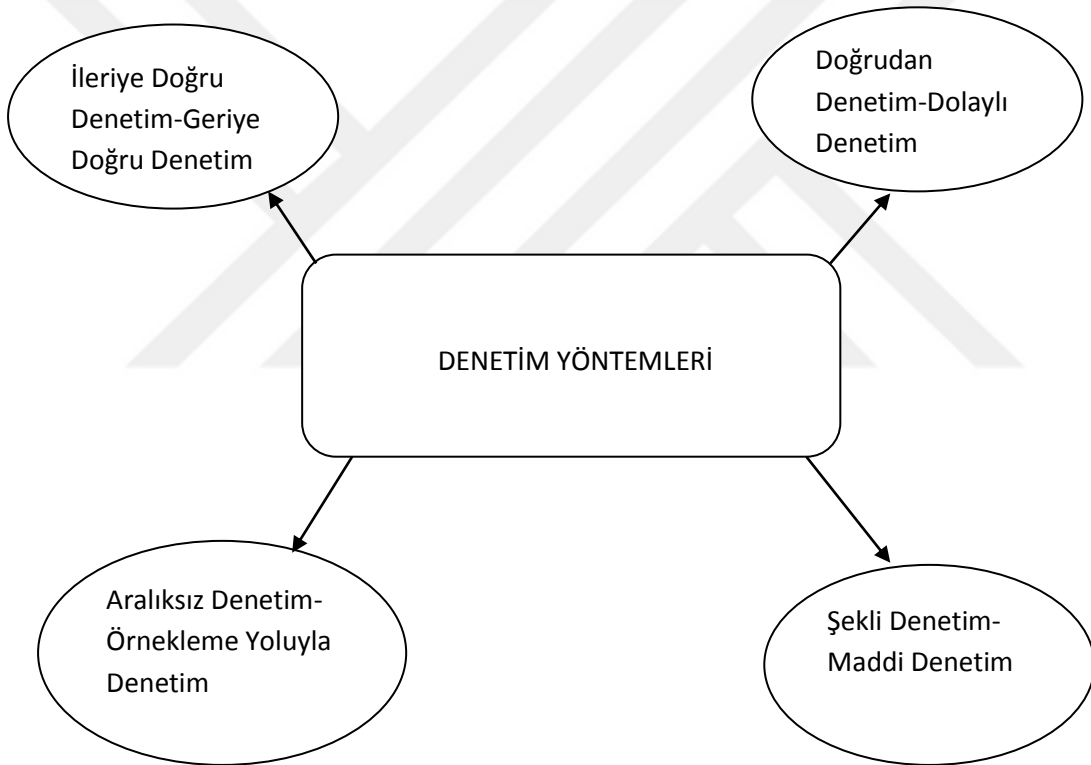 İleriye Doğru
Denetim-Geriye
Doğru Denetim
Doğrudan
Denetim-Dolaylı
Denetim
DENETİM YÖNTEMLERİ
Aralıksız Denetim-
Örnekleme Yoluyla
Denetim
Şekli Denetim-
Maddi Denetim